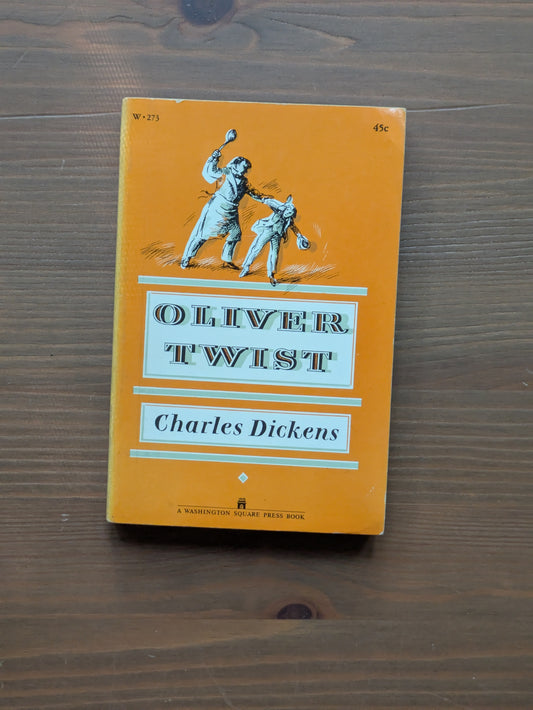 W•273
45c
OLIVER
TWIST
Charles Dickens
A WASHINGTON SQUARE PRESS BOOK